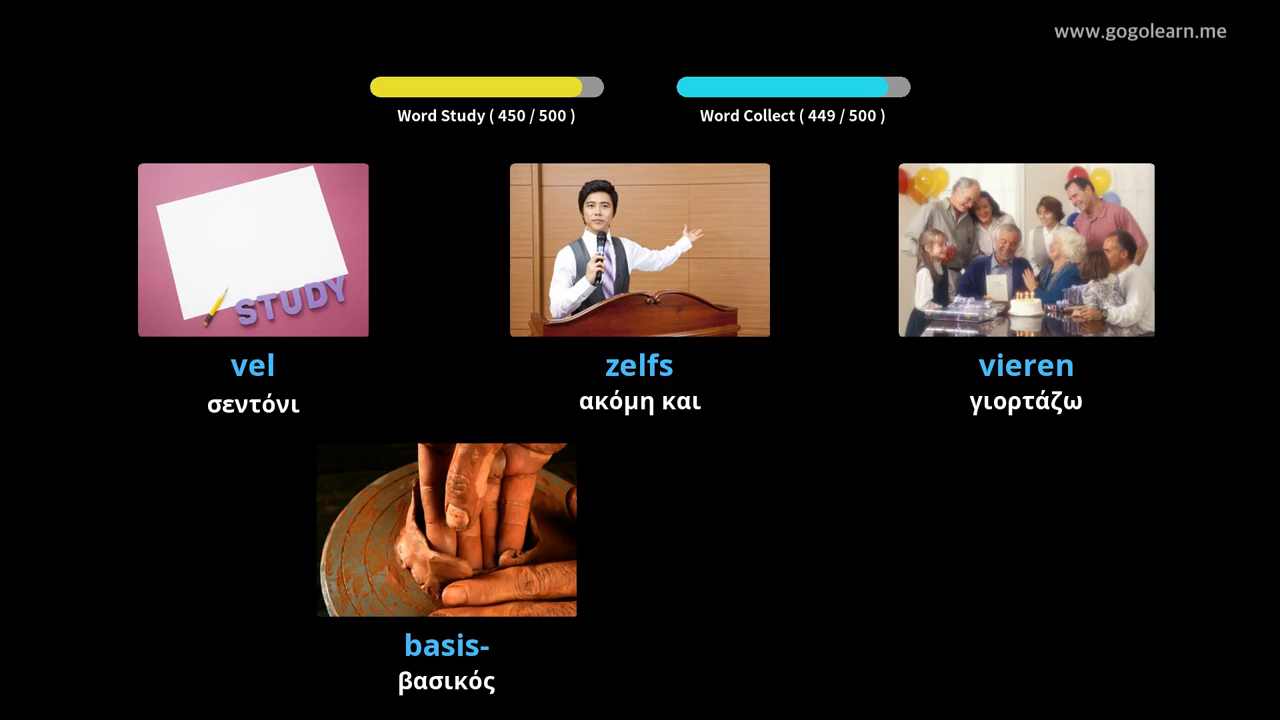 www.gogolearn.me
Word Study ( 450 / 500 )
Word Collect ( 449 / 500 )
STUDY
vel
σεντόνι
zelfs
ακόμη και
vieren
γιορτάζω
basis-
βασικός